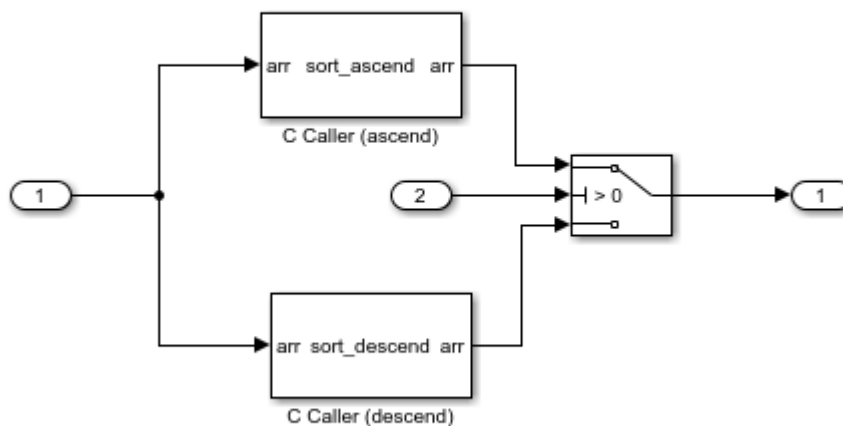 arr sort_ascend arr
C Caller (ascend)
1
2
> 0
1
arr sort_descend arr
C Caller (descend)